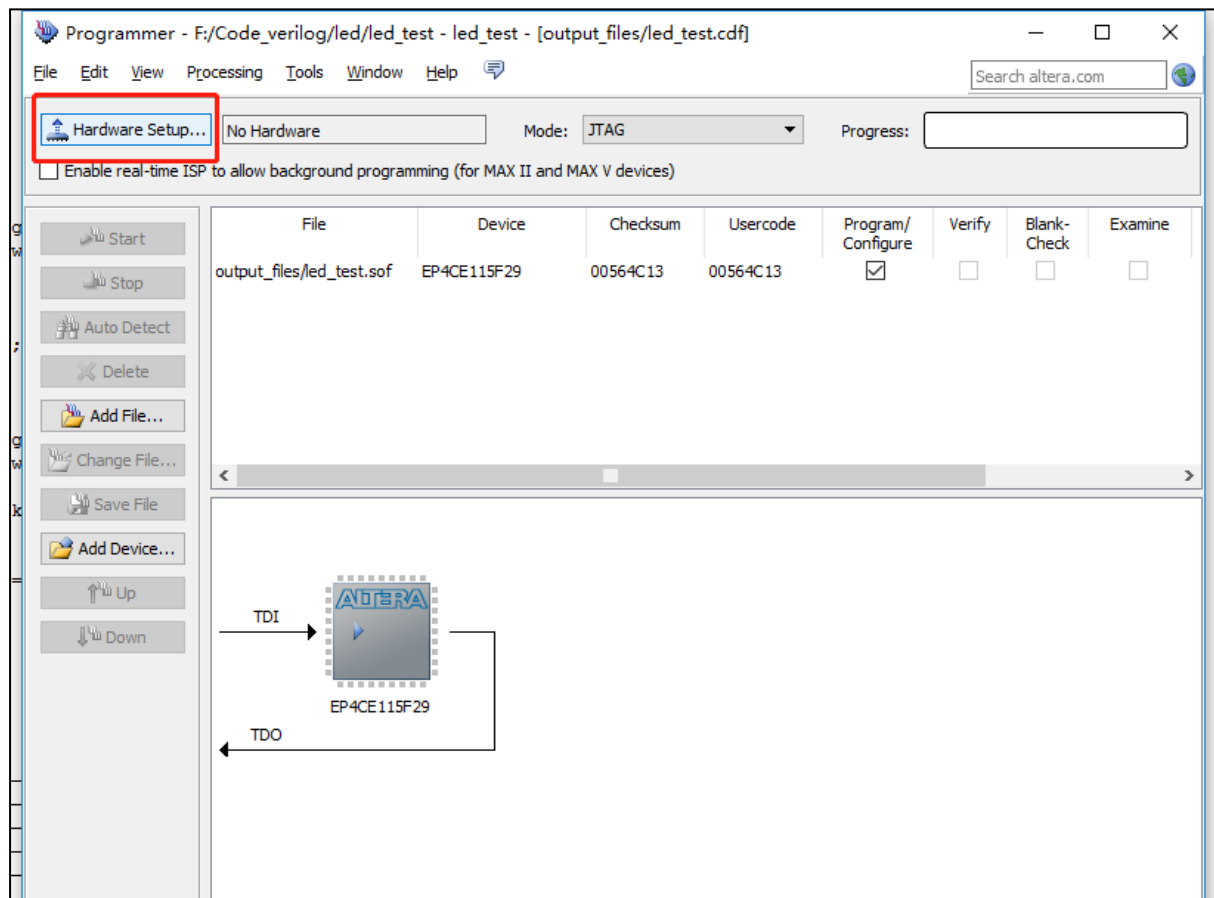 Programmer - F:/Code_verilog/led/led_test - led_test - [output_files/led_test.cdf]
File Edit View Processing Tools Window Help Search altera.com
Hardware Setup... No Hardware Mode: JTAG Progress:
Enable real-time ISP to allow background programming (for MAX II and MAX V devices)
Start
Stop
Auto Detect
Delete
Add File...
Change File...
Save File
Add Device...
Up
Down
File Device Checksum Usercode Program/ Verify Blank- Examine
Configure Check
output_files/led_test.sof EP4CE115F29 00564C13 00564C13
TDI
ALTERA
EP4CE115F29
TDO
g
w
;
g
w
k
=